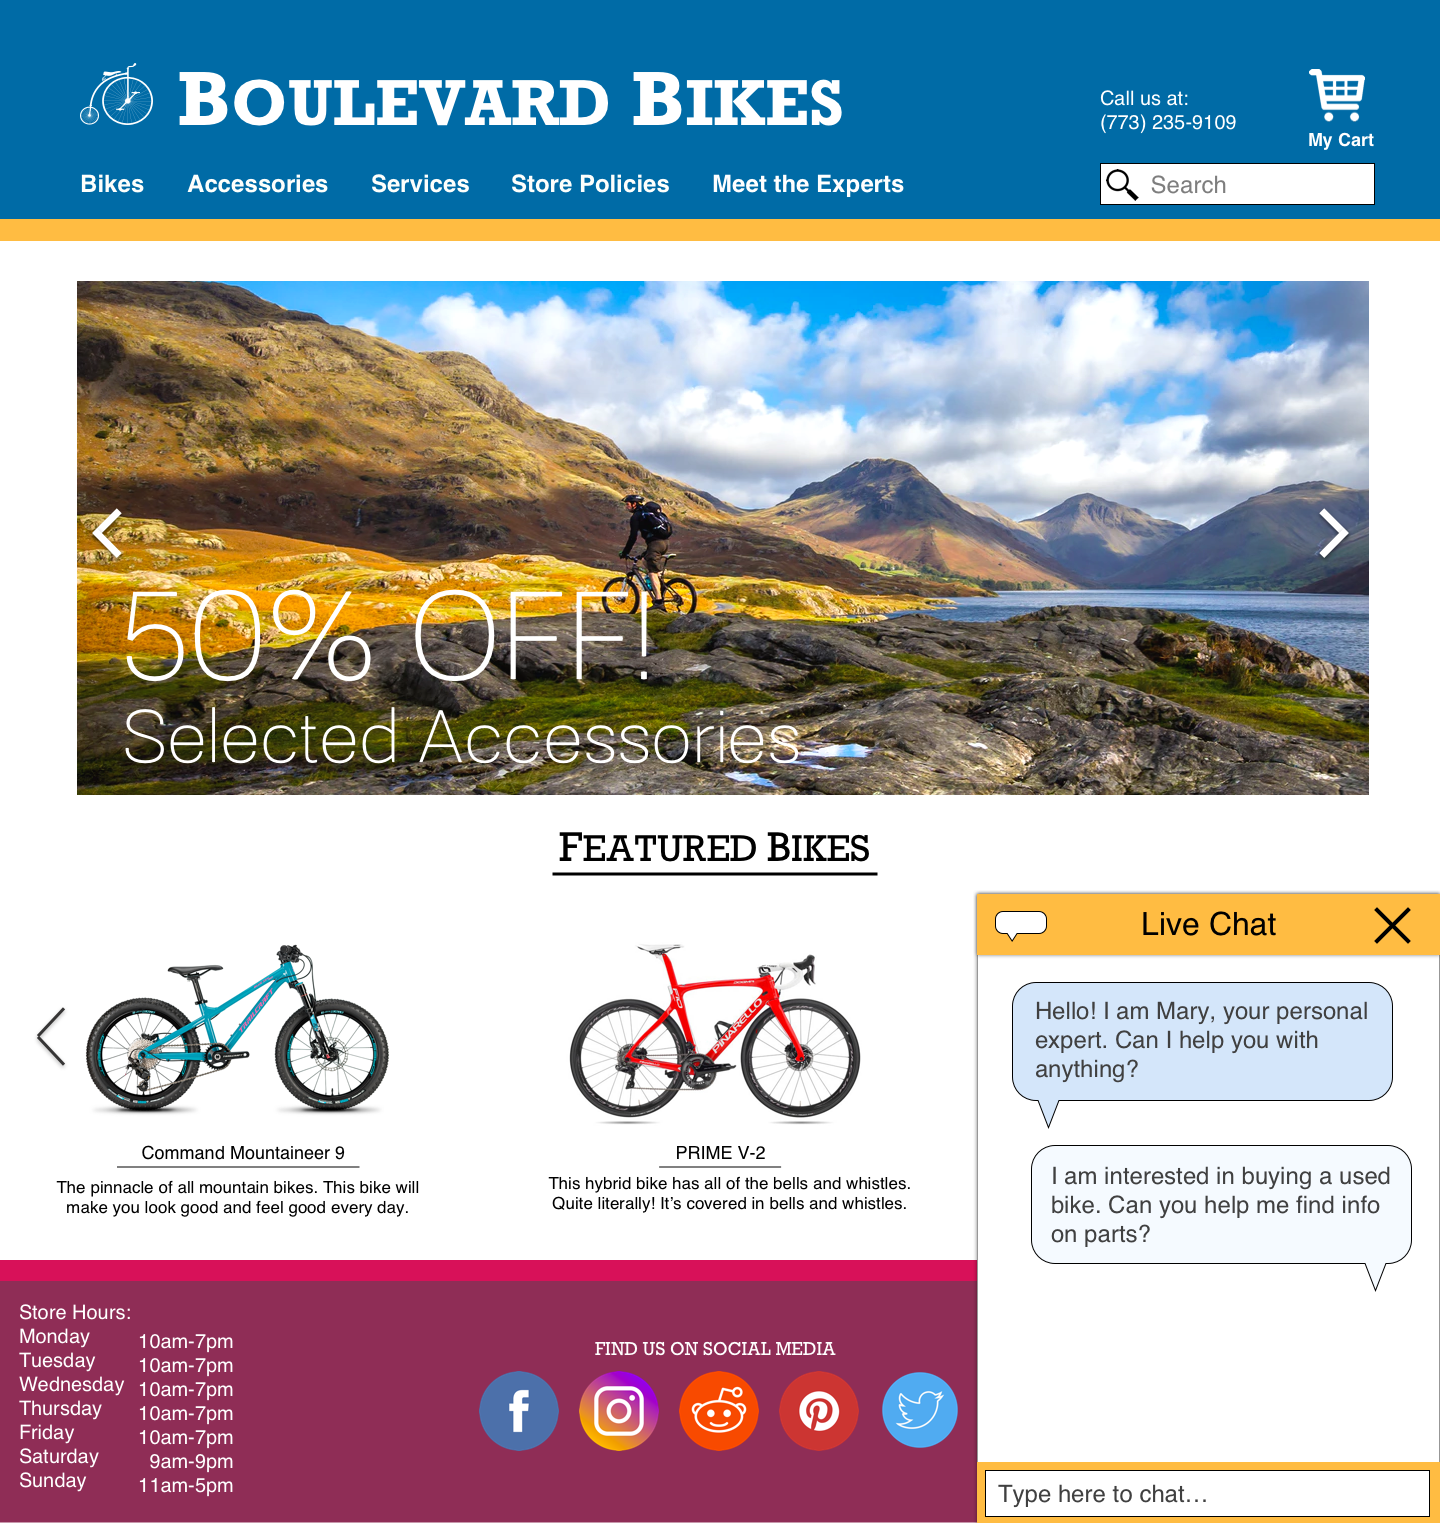 BOULEVARD BIKES
Call us at:
(773) 235-9109
My Cart
Bikes Accessories Services Store Policies Meet the Experts
Search
50% OFF!
Selected Accessories
FEATURED BIKES
Live Chat
Hello! I am Mary, your personal
expert. Can I help you with
anything?
I am interested in buying a used
bike. Can you help me find info
on parts?
Type here to chat...
PINARELLO
Command Mountaineer 9
The pinnacle of all mountain bikes. This bike will
make you look good and feel good every day.
PRIME V-2
This hybrid bike has all of the bells and whistles.
Quite literally! It's covered in bells and whistles.
Store Hours:
Monday 10am-7pm
Tuesday 10am-7pm
Wednesday 10am-7pm
Thursday 10am-7pm
Friday 10am-7pm
Saturday 9am-9pm
Sunday 11am-5pm
FIND US ON SOCIAL MEDIA